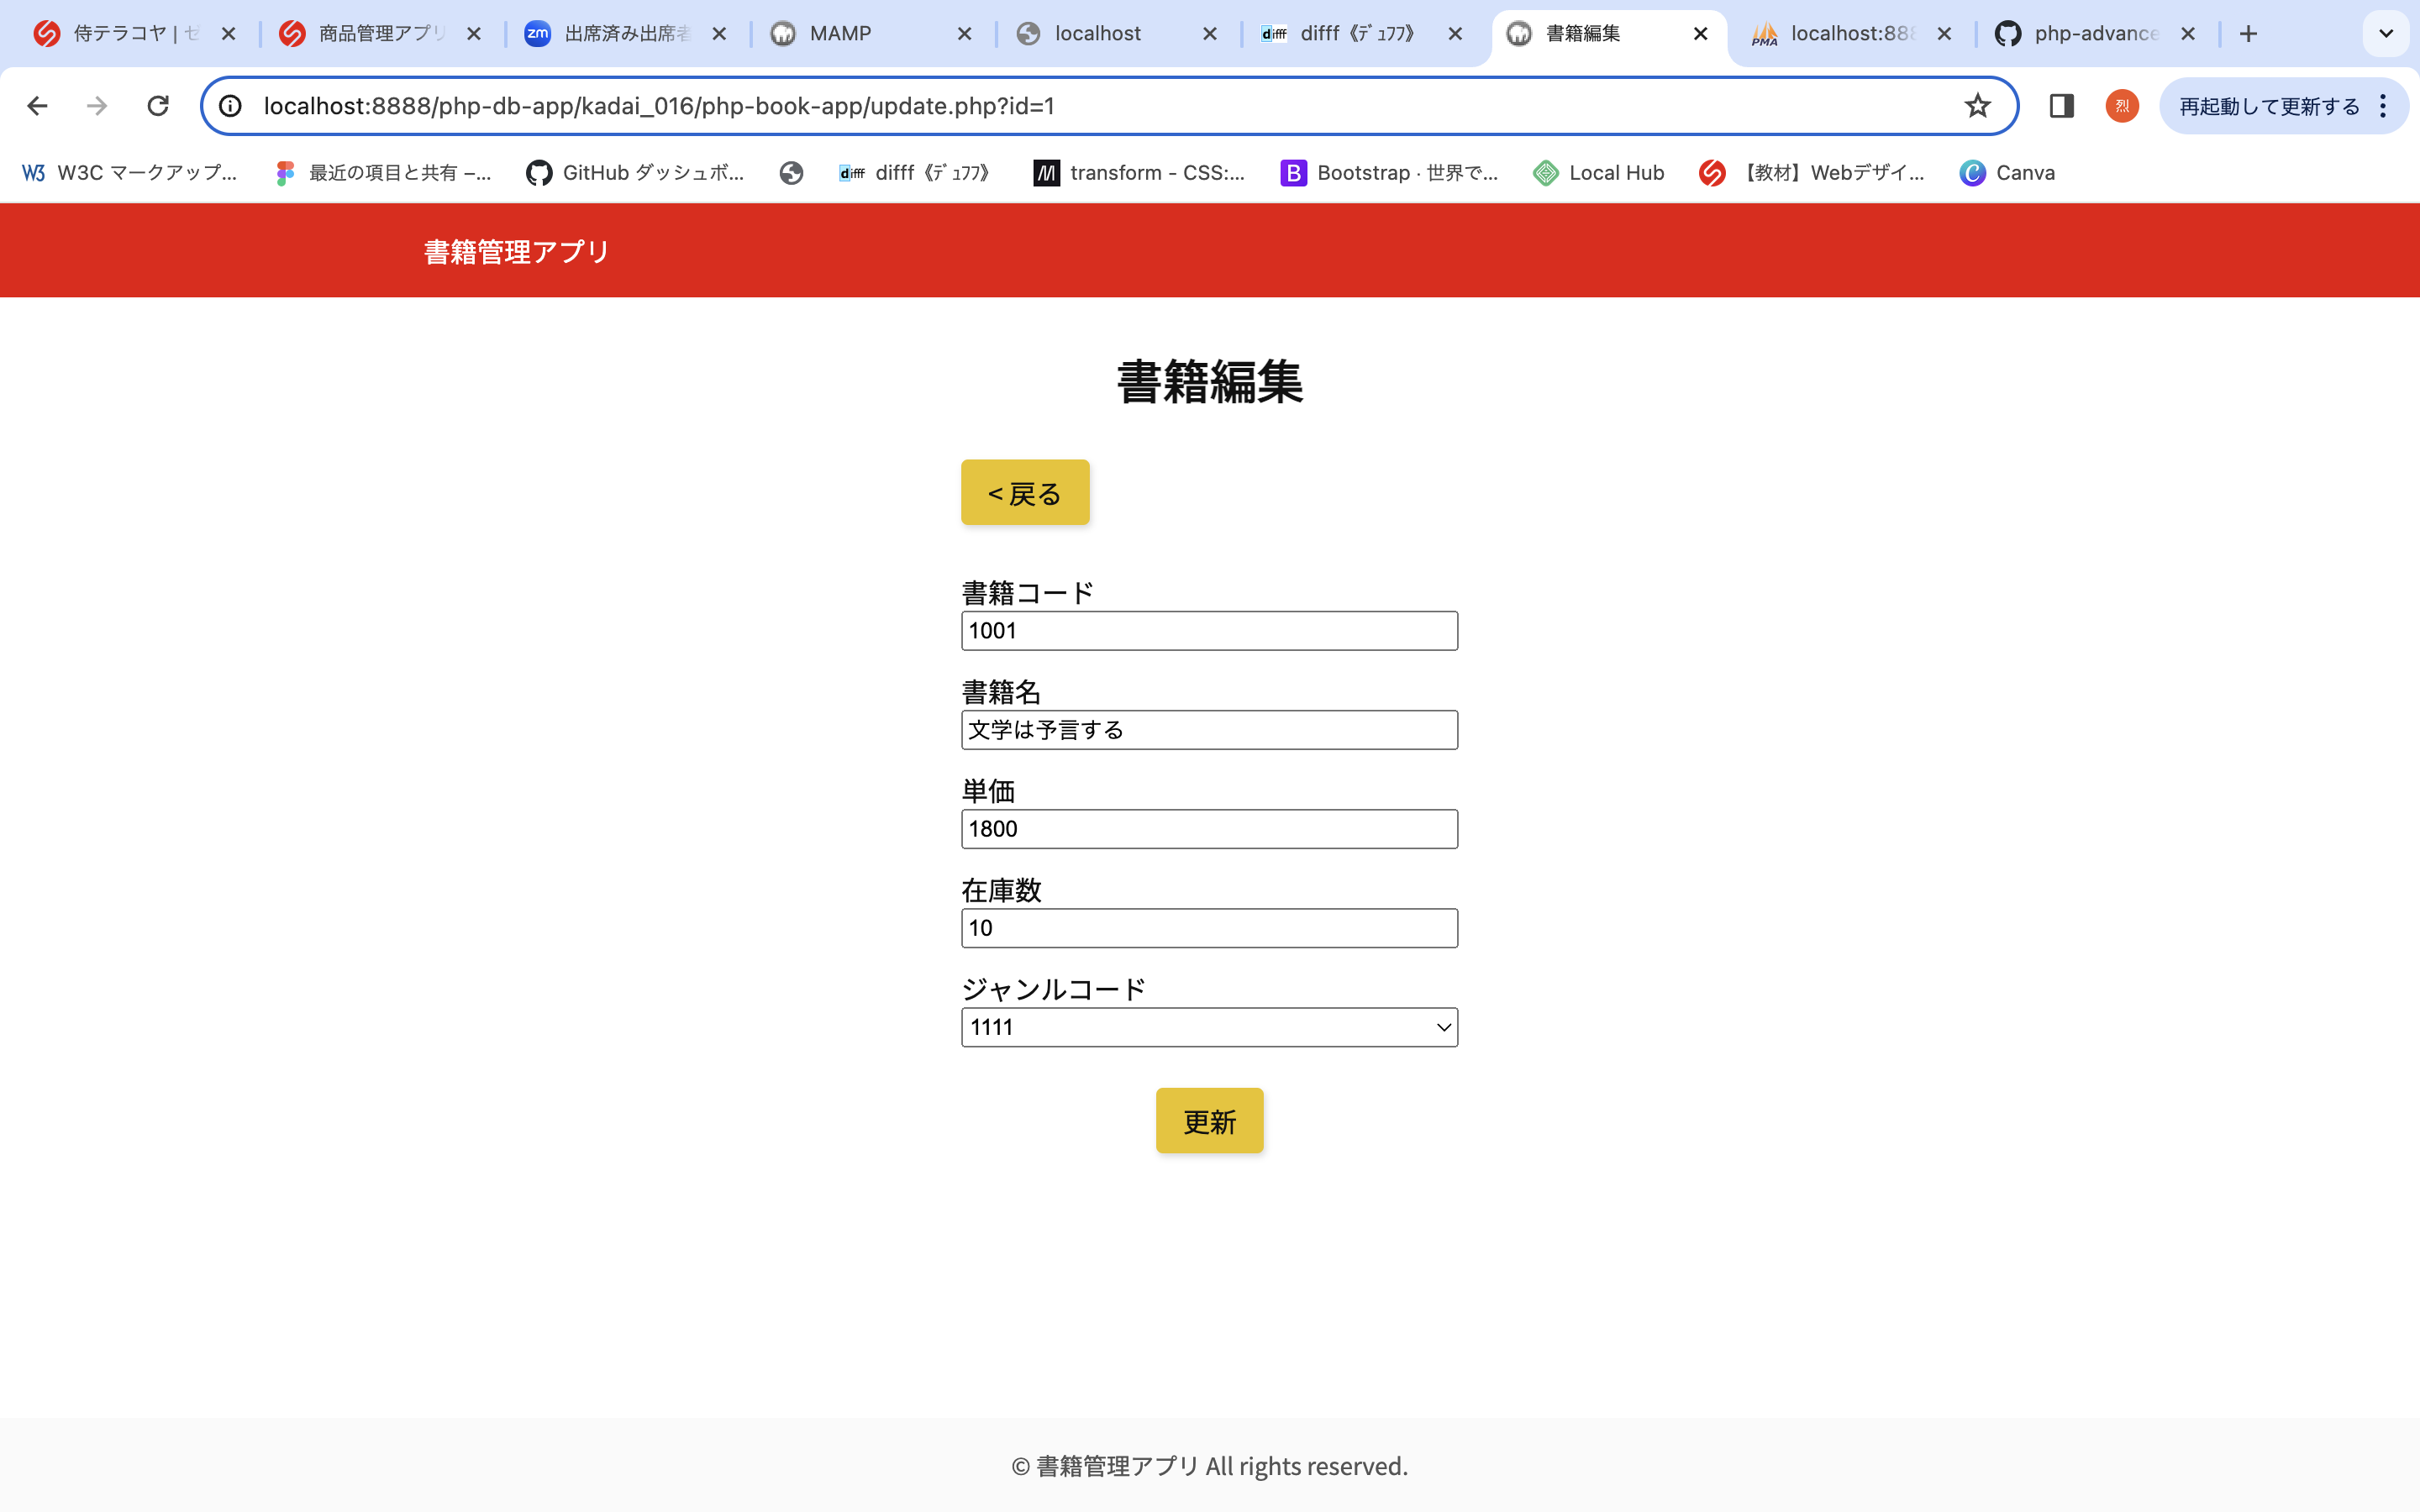 侍テラコヤ | ゼ
商品管理アプリ
zm 出席済み出席者
MAMP
localhost
difff difff《ﾃﾞｭﾌﾌ》
書籍編集
PMA localhost:888
php-advance
localhost:8888/php-db-app/kadai_016/php-book-app/update.php?id=1
烈
再起動して更新する
W3 W3C マークアップ...
最近の項目と共有 –...
GitHub ダッシュボ...
difff difff《ﾃﾞｭﾌﾌ》
M transform - CSS:...
B Bootstrap · 世界で...
Local Hub
【教材】Webデザイ...
C Canva
書籍管理アプリ
書籍編集
< 戻る
書籍コード
1001
書籍名
文学は予言する
単価
1800
在庫数
10
ジャンルコード
1111
更新
© 書籍管理アプリ All rights reserved.